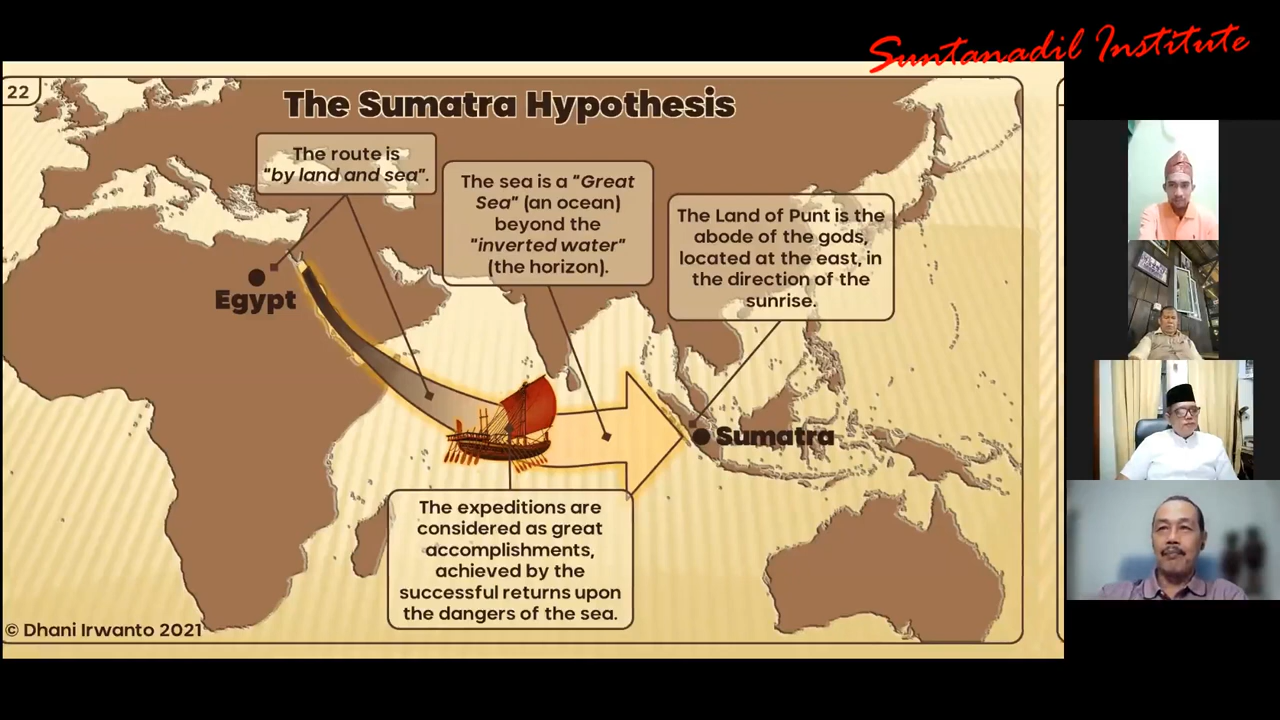 Suntanadil Institute
22
The Sumatra Hypothesis
The route is
"by land and sea".
The sea is a "Great
Sea" (an ocean)
beyond the
"inverted water"
(the horizon).
The Land of Punt is the
abode of the gods,
located at the east, in
the direction of the
sunrise.
Egypt
Sumatra
The expeditions are
considered as great
accomplishments,
achieved by the
successful returns upon
the dangers of the sea.
© Dhani Irwanto 2021